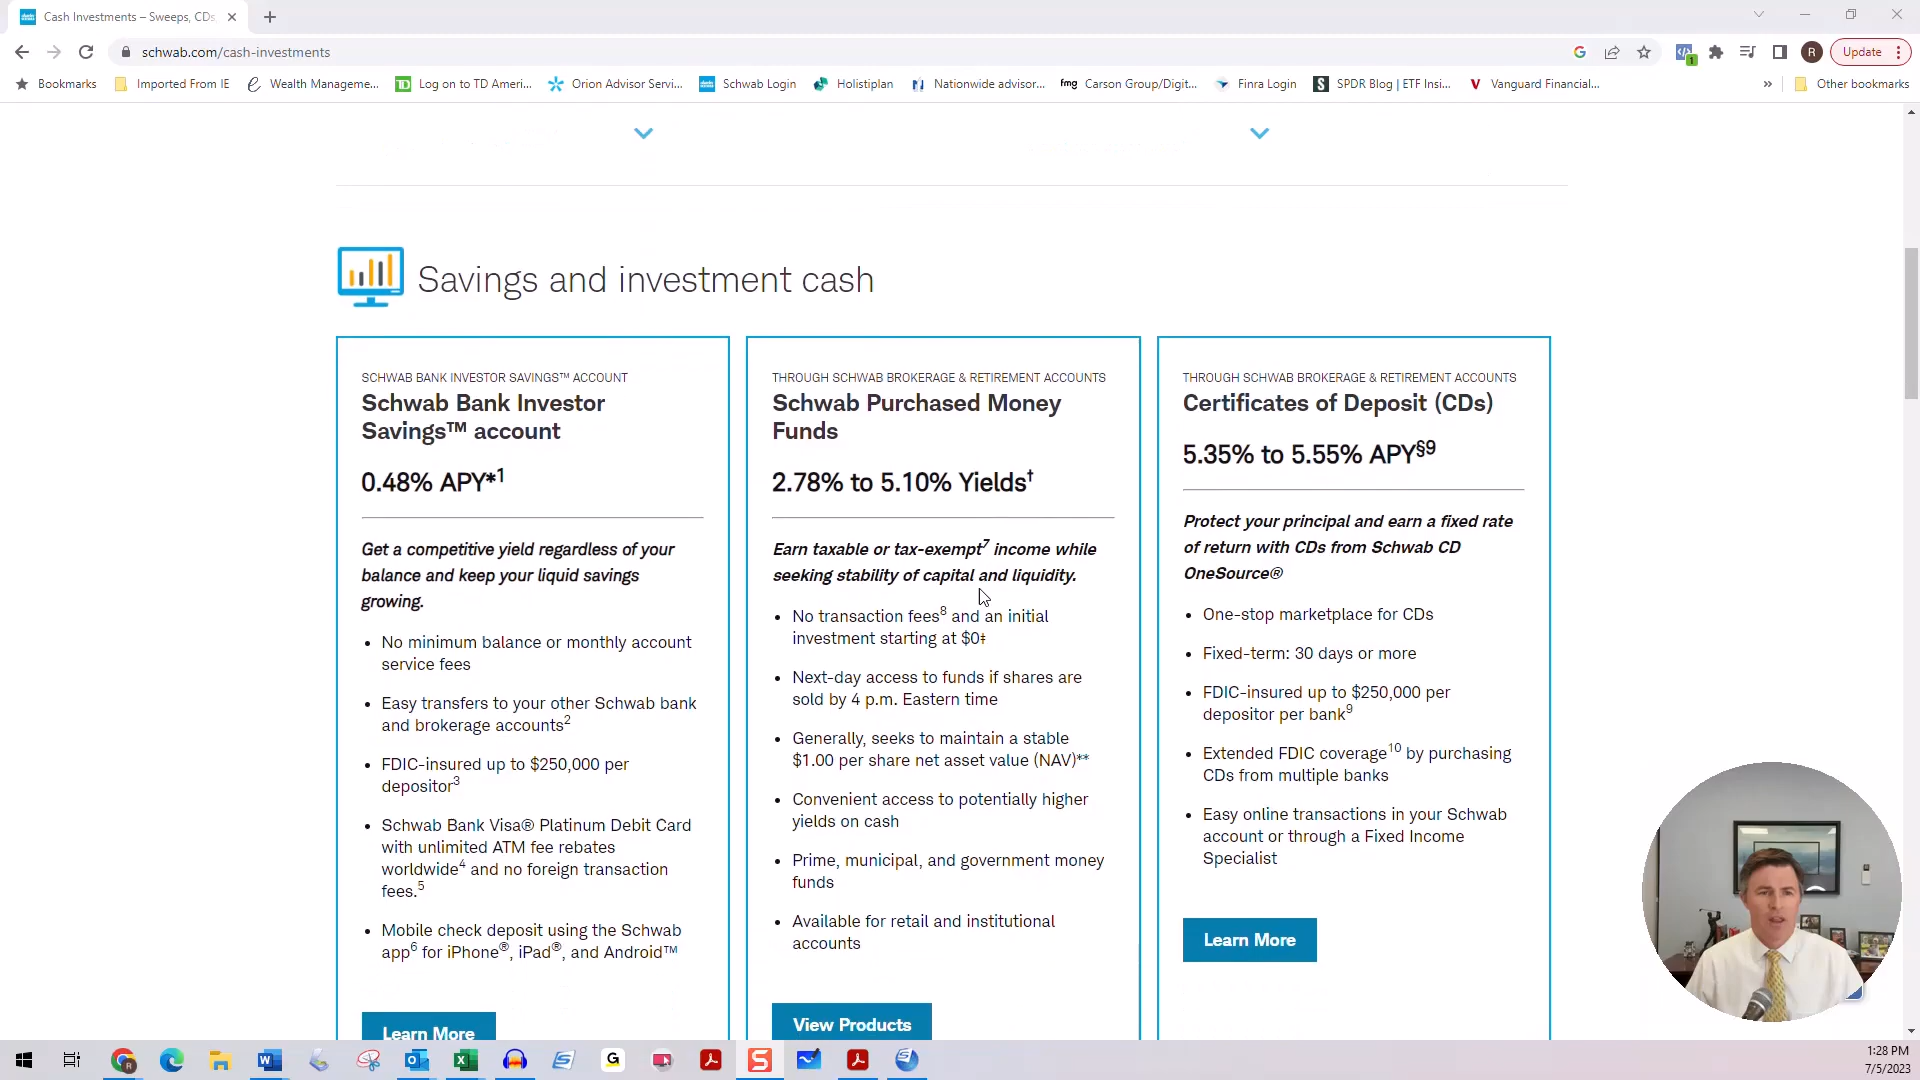 Cash Investments – Sweeps, CDs
schwab.com/cash-investments
Update
Bookmarks
Imported From IE
Wealth Manageme...
Log on to TD Ameri...
Orion Advisor Servi...
Schwab Login
Holistiplan
Nationwide advisor...
fmg Carson Group/Digit...
Finra Login
SPDR Blog | ETF Insi...
Vanguard Financial...
Other bookmarks
Savings and investment cash
SCHWAB BANK INVESTOR SAVINGS™ ACCOUNT
Schwab Bank Investor
Savings™ account
0.48% APY*1
Get a competitive yield regardless of your
balance and keep your liquid savings
growing.
• No minimum balance or monthly account
service fees
• Easy transfers to your other Schwab bank
and brokerage accounts2
• FDIC-insured up to $250,000 per
depositor3
• Schwab Bank Visa® Platinum Debit Card
with unlimited ATM fee rebates
worldwide4 and no foreign transaction
fees.5
• Mobile check deposit using the Schwab
app6 for iPhone®, iPad®, and Android™
Learn More
THROUGH SCHWAB BROKERAGE & RETIREMENT ACCOUNTS
Schwab Purchased Money
Funds
2.78% to 5.10% Yields†
Earn taxable or tax-exempt7 income while
seeking stability of capital and liquidity.
• No transaction fees8 and an initial
investment starting at $0‡
• Next-day access to funds if shares are
sold by 4 p.m. Eastern time
• Generally, seeks to maintain a stable
$1.00 per share net asset value (NAV)**
• Convenient access to potentially higher
yields on cash
• Prime, municipal, and government money
funds
• Available for retail and institutional
accounts
View Products
THROUGH SCHWAB BROKERAGE & RETIREMENT ACCOUNTS
Certificates of Deposit (CDs)
5.35% to 5.55% APY§9
Protect your principal and earn a fixed rate
of return with CDs from Schwab CD
OneSource®
• One-stop marketplace for CDs
• Fixed-term: 30 days or more
• FDIC-insured up to $250,000 per
depositor per bank9
• Extended FDIC coverage10 by purchasing
CDs from multiple banks
• Easy online transactions in your Schwab
account or through a Fixed Income
Specialist
Learn More
1:28 PM
7/5/2023